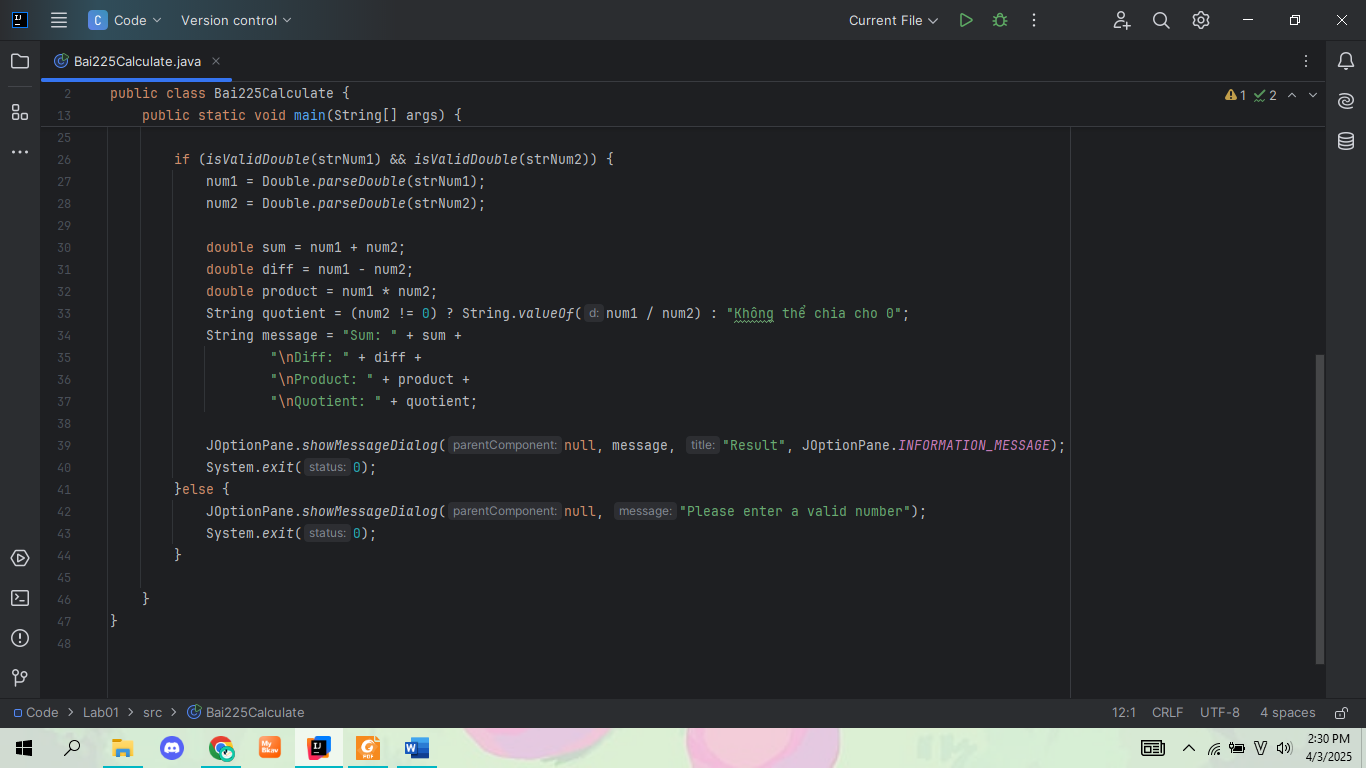 Code Version control Current File
Bai225Calculate.java
2 public class Bai225Calculate { 1 2
13 public static void main(String[] args) {
25
26 if (isValidDouble(strNum1) && isValidDouble(strNum2)) {
27 num1 = Double.parseDouble(strNum1);
28 num2 = Double.parseDouble(strNum2);
29
30 double sum = num1 + num2;
31 double diff = num1 - num2;
32 double product = num1 * num2;
33 String quotient = (num2 != 0) ? String.valueOf( d: num1 / num2) : "Không thể chia cho 0";
34 String message = "Sum: " + sum +
35 "\nDiff: " + diff +
36 "\nProduct: " + product +
37 "\nQuotient: " + quotient;
38
39 JOptionPane.showMessageDialog( parentComponent: null, message, title: "Result", JOptionPane.INFORMATION_MESSAGE);
40 System.exit( status: 0);
41 }else {
42 JOptionPane.showMessageDialog( parentComponent: null, message: "Please enter a valid number");
43 System.exit( status: 0);
44 }
45
46 }
47 }
48
Code > Lab01 > src > Bai225Calculate 12:1 CRLF UTF-8 4 spaces
2:30 PM
4/3/2025